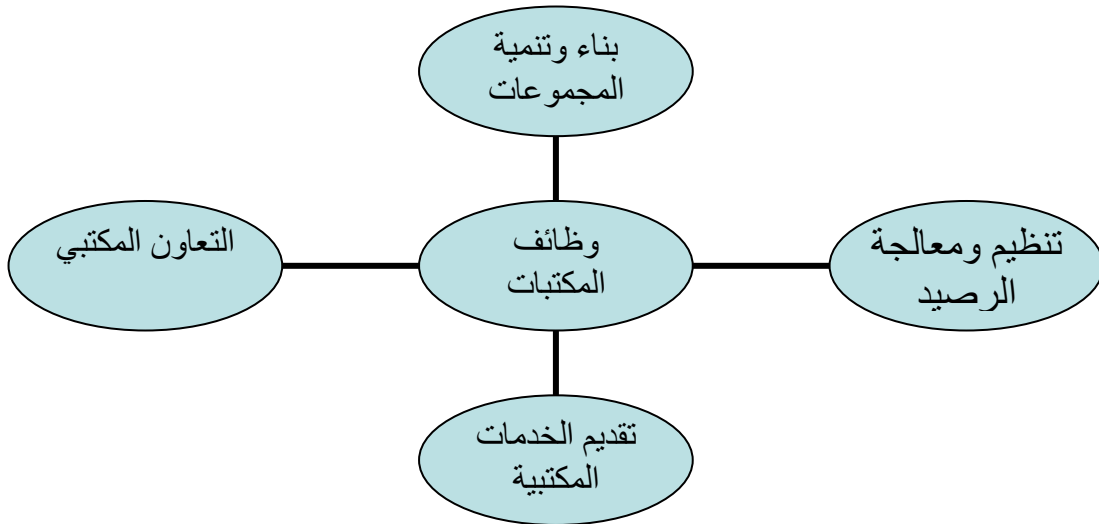 بناء وتنمية
المجموعات
تنظيم ومعالجة
الرصيد
وظائف
المكتبات
التعاون المكتبي
تقديم الخدمات
المكتبية